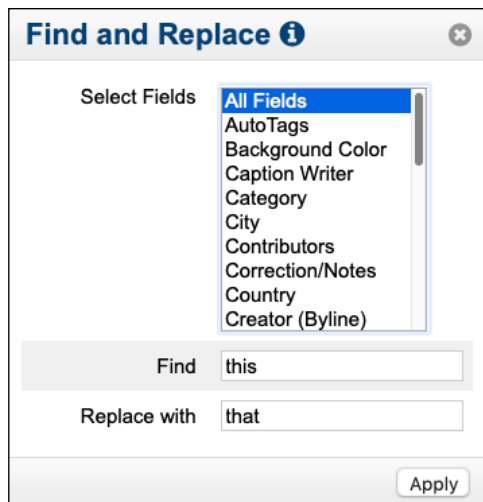 Find and Replace
Select Fields
All Fields
AutoTags
Background Color
Caption Writer
Category
City
Contributors
Correction/Notes
Country
Creator (Byline)
Find this
Replace with that
Apply